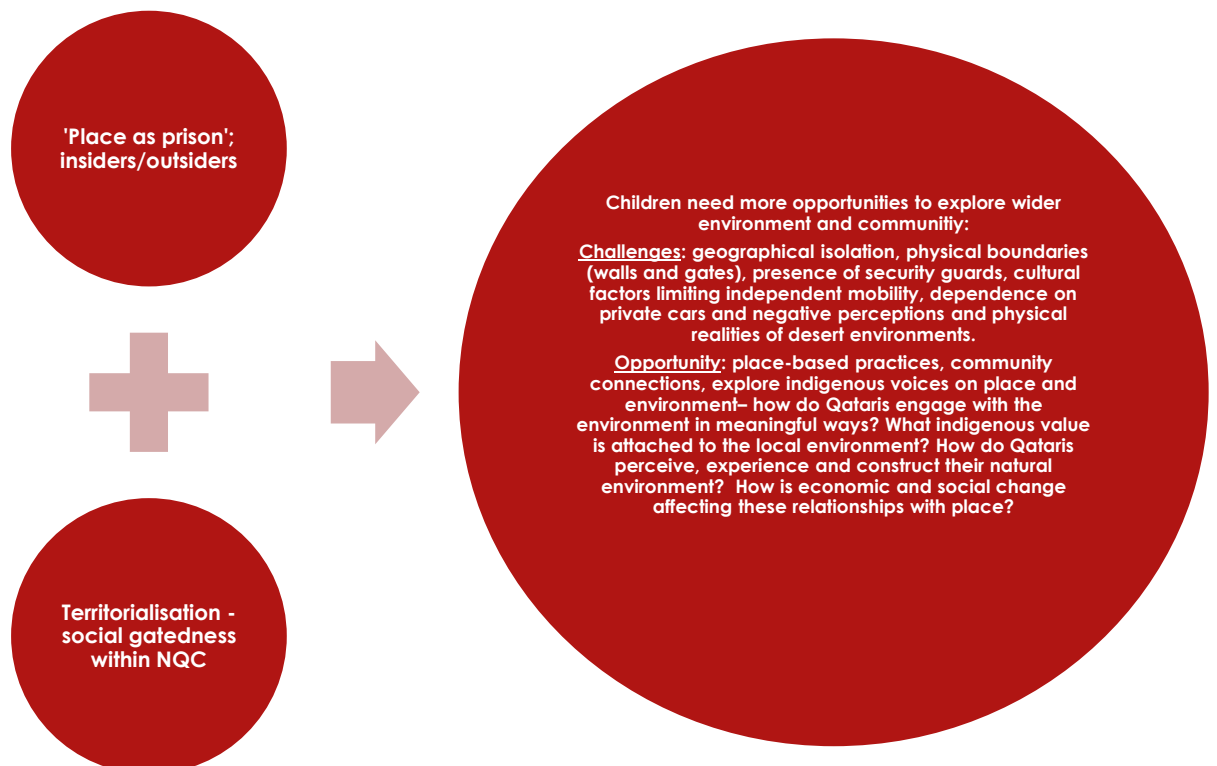 'Place as prison';
insiders/outsiders
Territorialisation -
social gatedness
within NQC
Children need more opportunities to explore wider
environment and communitiy:
Challenges: geographical isolation, physical boundaries
(walls and gates), presence of security guards, cultural
factors limiting independent mobility, dependence on
private cars and negative perceptions and physical
realities of desert environments.
Opportunity: place-based practices, community
connections, explore indigenous voices on place and
environment– how do Qataris engage with the
environment in meaningful ways? What indigenous value
is attached to the local environment? How do Qataris
perceive, experience and construct their natural
environment?  How is economic and social change
affecting these relationships with place?